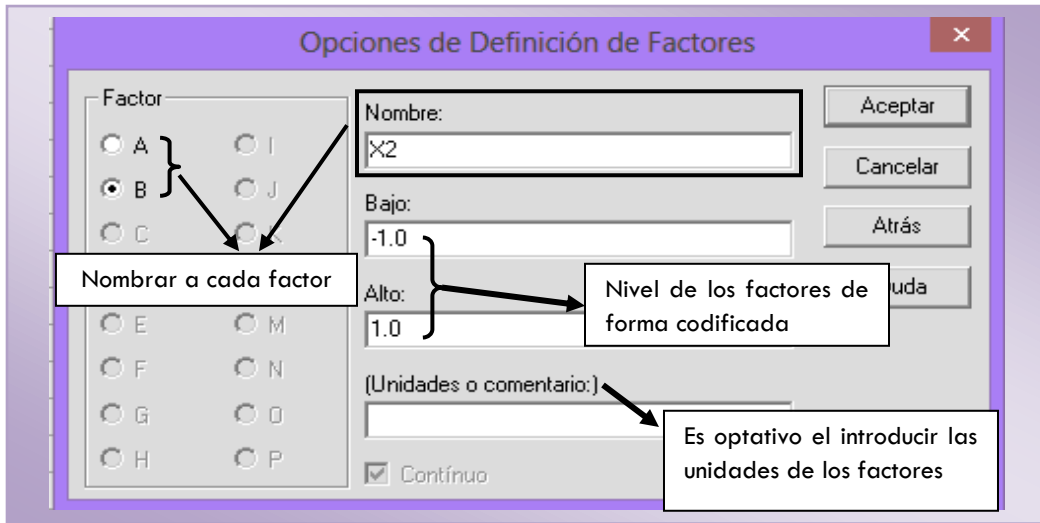 Opciones de Definición de Factores
Factor
A
I
B
J
C
K
E
M
F
N
G
O
H
P
Nombre:
X2
Bajo:
-1.0
Alto:
1.0
(Unidades o comentario:)
Contínuo
Aceptar
Cancelar
Atrás
uda
Nombrar a cada factor
Nivel de los factores de
forma codificada
Es optativo el introducir las
unidades de los factores